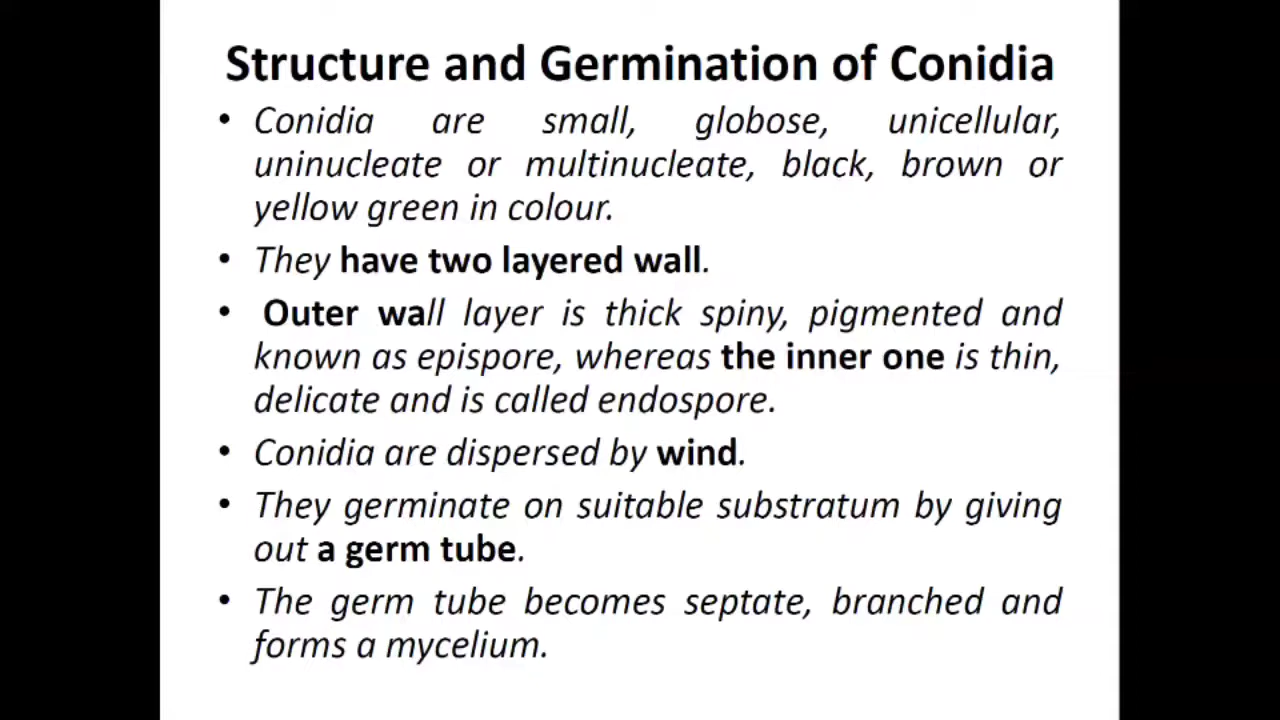 Structure and Germination of Conidia
• Conidia are small, globose, unicellular,
uninucleate or multinucleate, black, brown or
yellow green in colour.
• They have two layered wall.
• Outer wall layer is thick spiny, pigmented and
known as epispore, whereas the inner one is thin,
delicate and is called endospore.
• Conidia are dispersed by wind.
• They germinate on suitable substratum by giving
out a germ tube.
• The germ tube becomes septate, branched and
forms a mycelium.